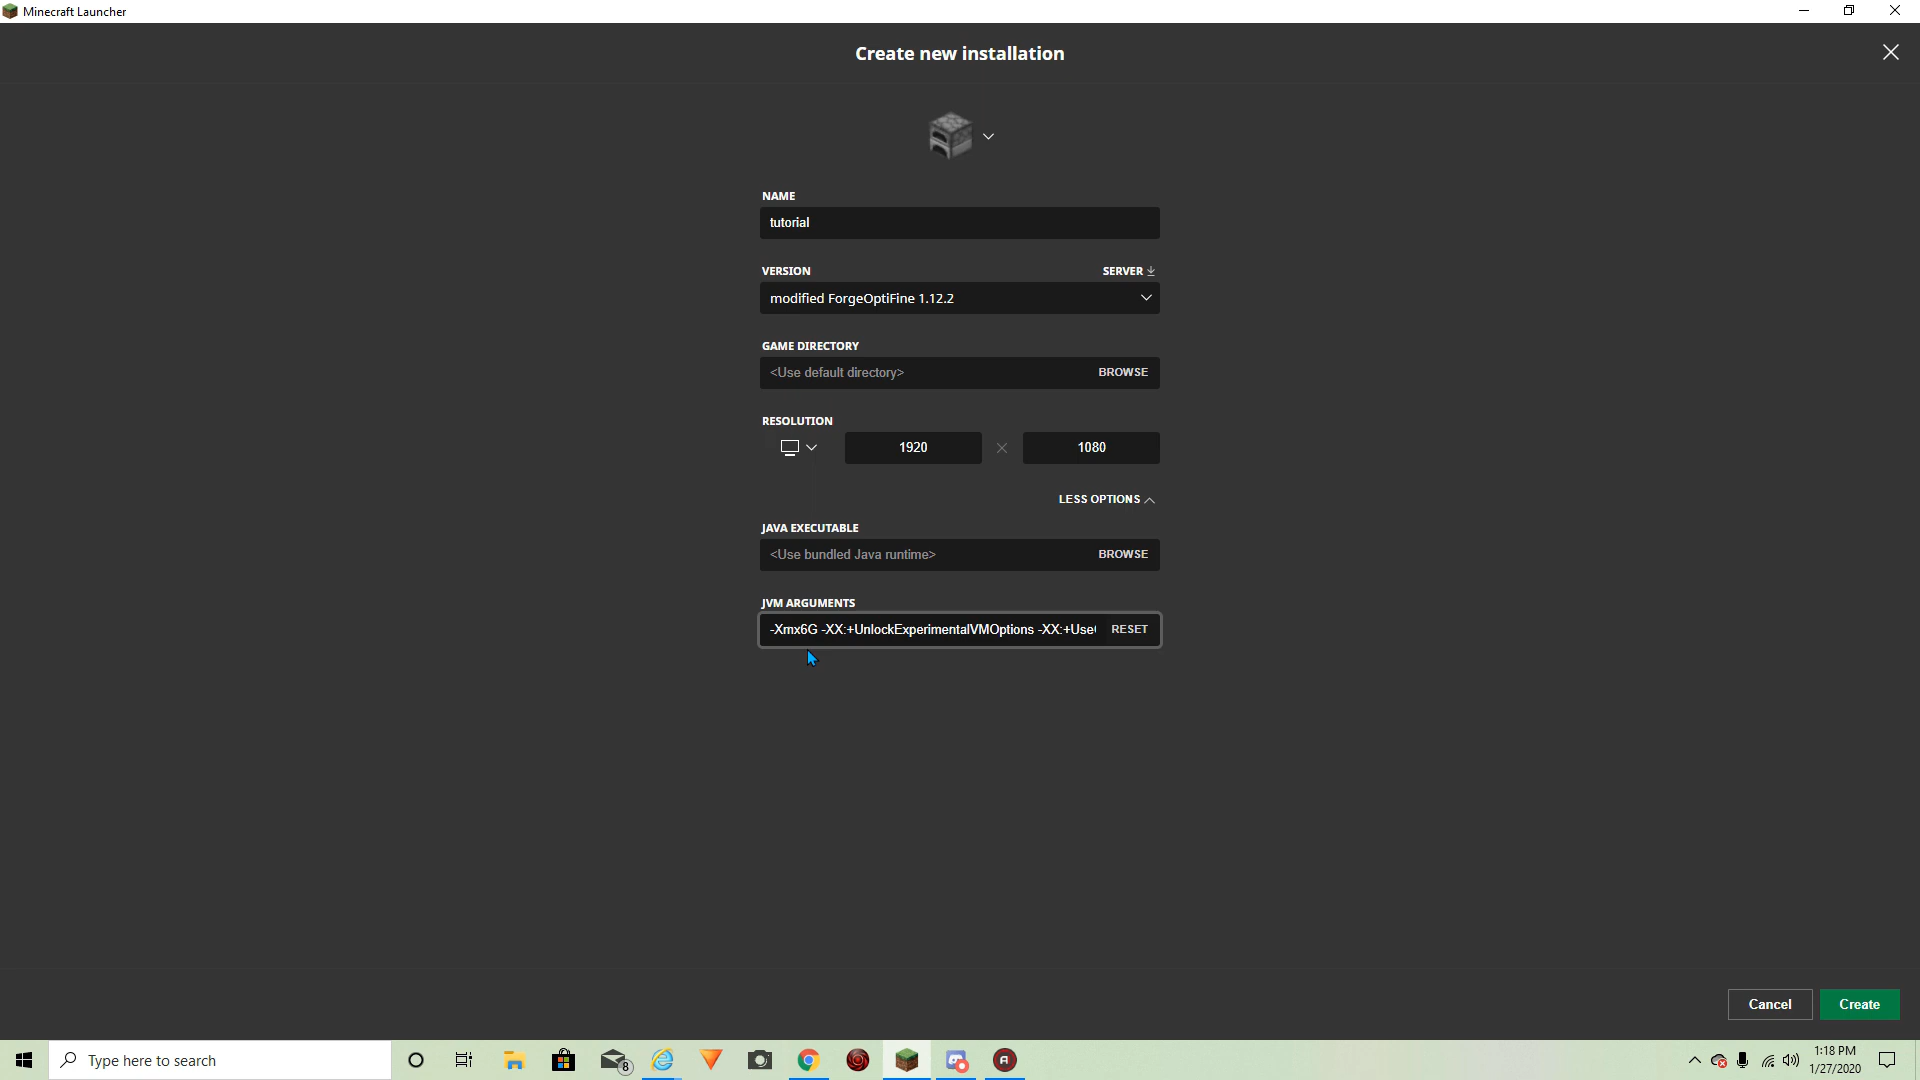 Minecraft Launcher
Create new installation
NAME
tutorial
VERSION
SERVER
modified ForgeOptiFine 1.12.2
GAME DIRECTORY
<Use default directory>
BROWSE
RESOLUTION
1920
1080
LESS OPTIONS
JAVA EXECUTABLE
<Use bundled Java runtime>
BROWSE
JVM ARGUMENTS
-Xmx6G -XX:+UnlockExperimentalVMOptions -XX:+Use
RESET
Cancel
Create
Type here to search
8
1:18 PM
1/27/2020